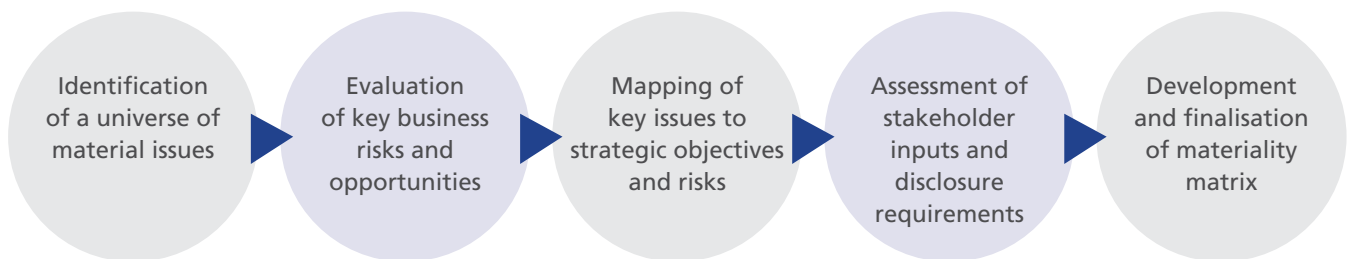 Identification
of a universe of
material issues
Evaluation
of key business
risks and
opportunities
Mapping of
key issues to
strategic objectives
and risks
Assessment of
stakeholder
inputs and
disclosure
requirements
Development
and finalisation
of materiality
matrix